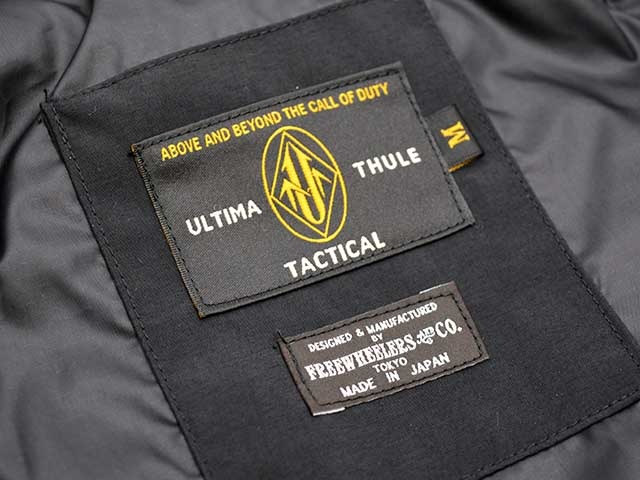 ABOVE AND BEYOND THE CALL OF DUTY
ULTIMA THULE
TACTICAL
M
DESIGNED & MANUFACTURED
BY
FREEWHEELERS AND CO.
TOKYO
MADE IN JAPAN